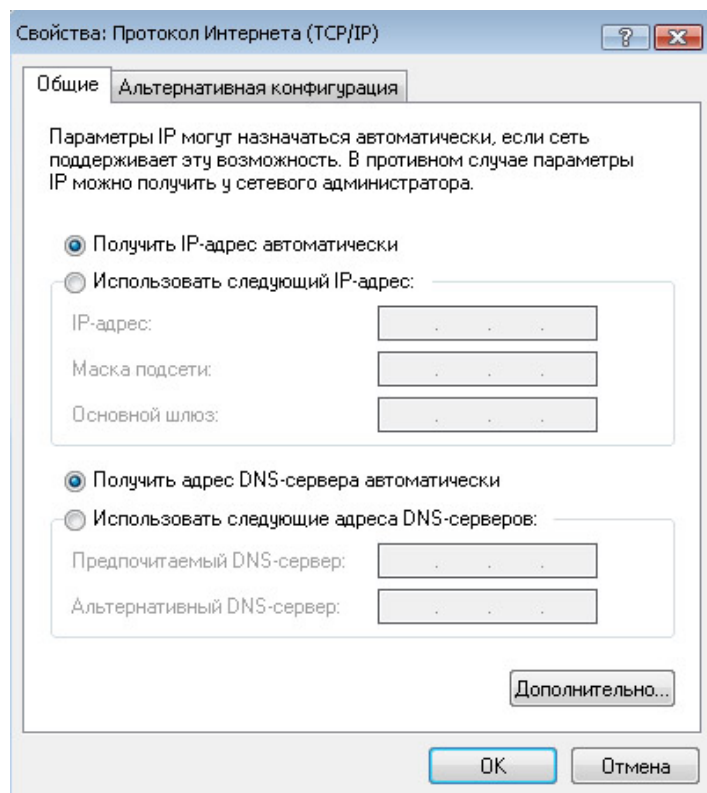 Свойства: Протокол Интернета (TCP/IP)
Общие
Альтернативная конфигурация
Параметры IP могут назначаться автоматически, если сеть
поддерживает эту возможность. В противном случае параметры
IP можно получить у сетевого администратора.
Получить IP-адрес автоматически
Использовать следующий IP-адрес:
IP-адрес:
Маска подсети:
Основной шлюз:
Получить адрес DNS-сервера автоматически
Использовать следующие адреса DNS-серверов:
Предпочитаемый DNS-сервер:
Альтернативный DNS-сервер:
Дополнительно...
OK
Отмена